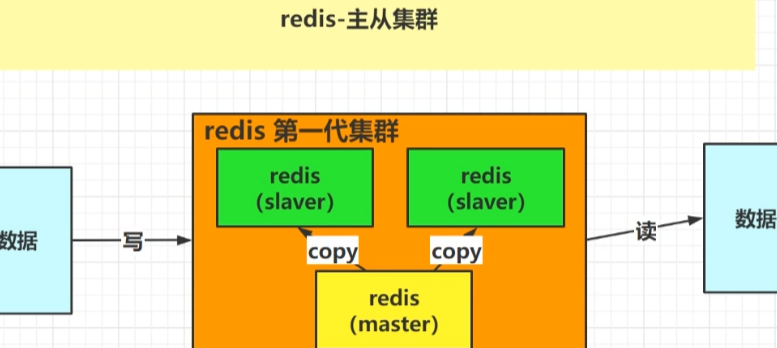 redis-主从集群
redis 第一代集群
redis
(slaver)
redis
(slaver)
数据
写
读
数据
copy
copy
redis
(master)